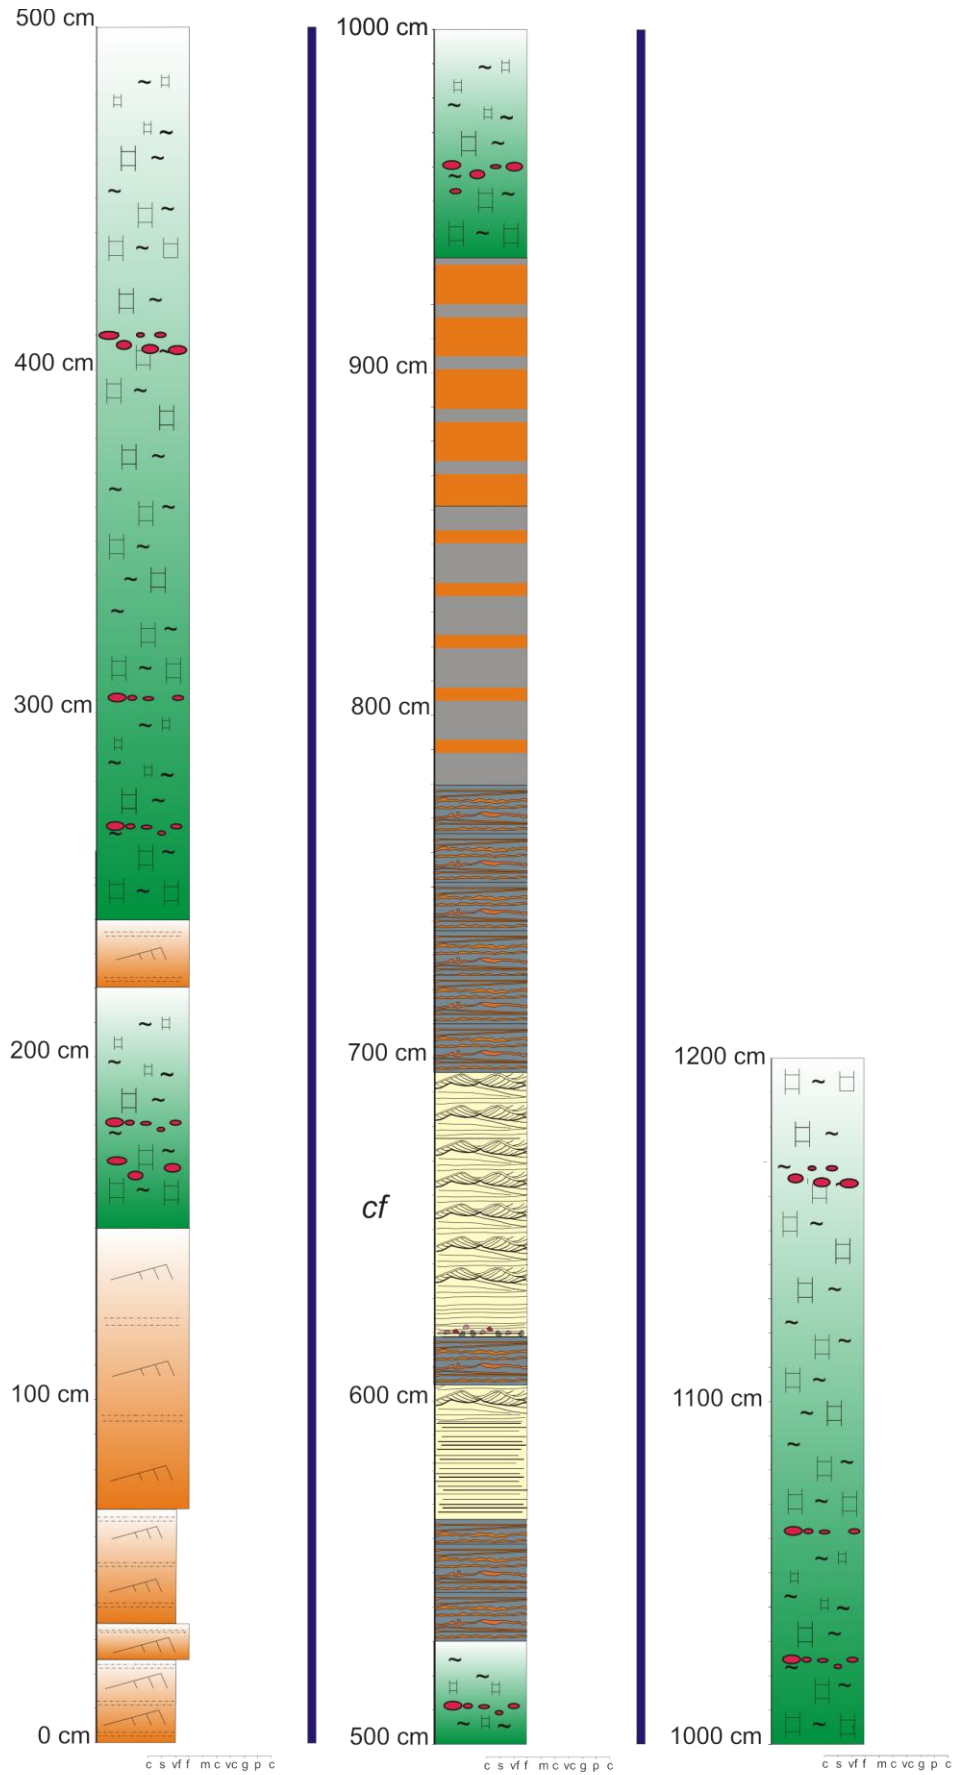 500 cm
400 cm
300 cm
200 cm
100 cm
0 cm
c s vf f m c vc g p c
1000 cm
900 cm
800 cm
700 cm
cf
600 cm
500 cm
c s vf f m c vc g p c
1200 cm
1100 cm
1000 cm
c s vf f m c vc g p c